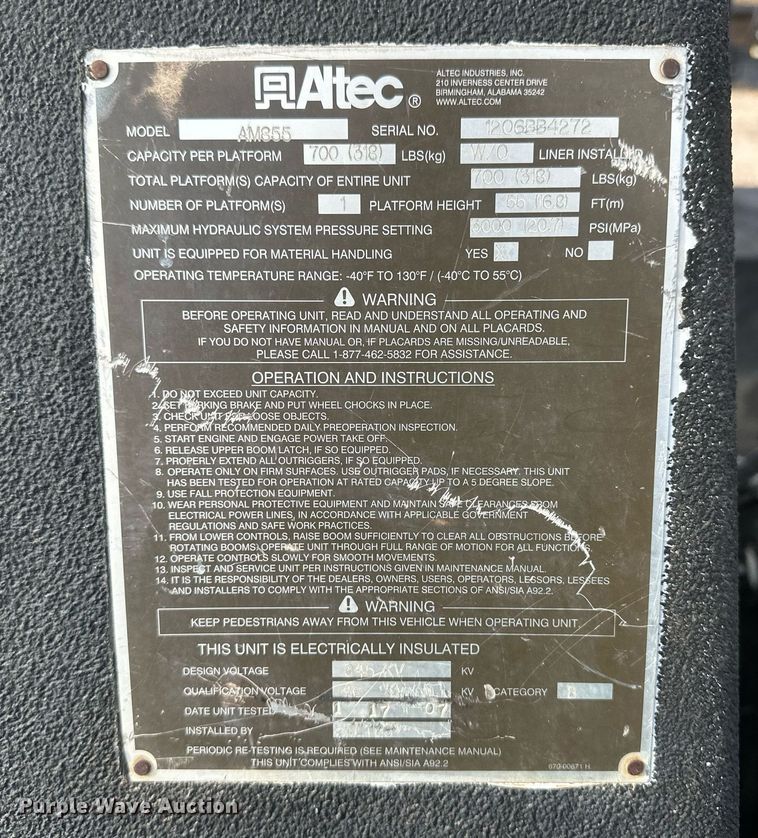 Altec®
ALTEC INDUSTRIES, INC.
210 INVERNESS CENTER DRIVE
BIRMINGHAM, ALABAMA 35242
WWW.ALTEC.COM
MODEL AM855 SERIAL NO. 1206BB4272
CAPACITY PER PLATFORM 700 (318) LBS(kg) W/O LINER INSTALLED
TOTAL PLATFORM(S) CAPACITY OF ENTIRE UNIT 700 (318) LBS(kg)
NUMBER OF PLATFORM(S) 1 PLATFORM HEIGHT 55 FT(m)
MAXIMUM HYDRAULIC SYSTEM PRESSURE SETTING 3000 (20.7) PSI(MPa)
UNIT IS EQUIPPED FOR MATERIAL HANDLING YES X NO
OPERATING TEMPERATURE RANGE: -40°F TO 130°F / (-40°C TO 55°C)
WARNING
BEFORE OPERATING UNIT, READ AND UNDERSTAND ALL OPERATING AND
SAFETY INFORMATION IN MANUAL AND ON ALL PLACARDS.
IF YOU DO NOT HAVE MANUAL OR, IF PLACARDS ARE MISSING/UNREADABLE,
PLEASE CALL 1-877-462-5832 FOR ASSISTANCE.
OPERATION AND INSTRUCTIONS
1. DO NOT EXCEED UNIT CAPACITY.
2. SET PARKING BRAKE AND PUT WHEEL CHOCKS IN PLACE.
3. CHECK UNIT FOR LOOSE OBJECTS.
4. PERFORM RECOMMENDED DAILY PREOPERATION INSPECTION.
5. START ENGINE AND ENGAGE POWER TAKE OFF.
6. RELEASE UPPER BOOM LATCH, IF SO EQUIPPED.
7. PROPERLY EXTEND ALL OUTRIGGERS, IF SO EQUIPPED.
8. OPERATE ONLY ON FIRM SURFACES. USE OUTRIGGER PADS, IF NECESSARY. THIS UNIT
HAS BEEN TESTED FOR OPERATION AT RATED CAPACITY UP TO A 5 DEGREE SLOPE.
9. USE FALL PROTECTION EQUIPMENT.
10. WEAR PERSONAL PROTECTIVE EQUIPMENT AND MAINTAIN SAFE CLEARANCES FROM
ELECTRICAL POWER LINES, IN ACCORDANCE WITH APPLICABLE GOVERNMENT
REGULATIONS AND SAFE WORK PRACTICES.
11. FROM LOWER CONTROLS, RAISE BOOM SUFFICIENTLY TO CLEAR ALL OBSTRUCTIONS BEFORE
ROTATING BOOMS. OPERATE UNIT THROUGH FULL RANGE OF MOTION FOR ALL FUNCTIONS.
12. OPERATE CONTROLS SLOWLY FOR SMOOTH MOVEMENTS.
13. INSPECT AND SERVICE UNIT PER INSTRUCTIONS GIVEN IN MAINTENANCE MANUAL.
14. IT IS THE RESPONSIBILITY OF THE DEALERS, OWNERS, USERS, OPERATORS, LESSORS, LESSEES
AND INSTALLERS TO COMPLY WITH THE APPROPRIATE SECTIONS OF ANSI/SIA A92.2.
WARNING
KEEP PEDESTRIANS AWAY FROM THIS VEHICLE WHEN OPERATING UNIT.
THIS UNIT IS ELECTRICALLY INSULATED
DESIGN VOLTAGE KV
QUALIFICATION VOLTAGE KV CATEGORY B
DATE UNIT TESTED 1 17 07
INSTALLED BY
PERIODIC RE-TESTING IS REQUIRED (SEE MAINTENANCE MANUAL)
THIS UNIT COMPLIES WITH ANSI/SIA A92.2
670-00671 H
Purple Wave Auction